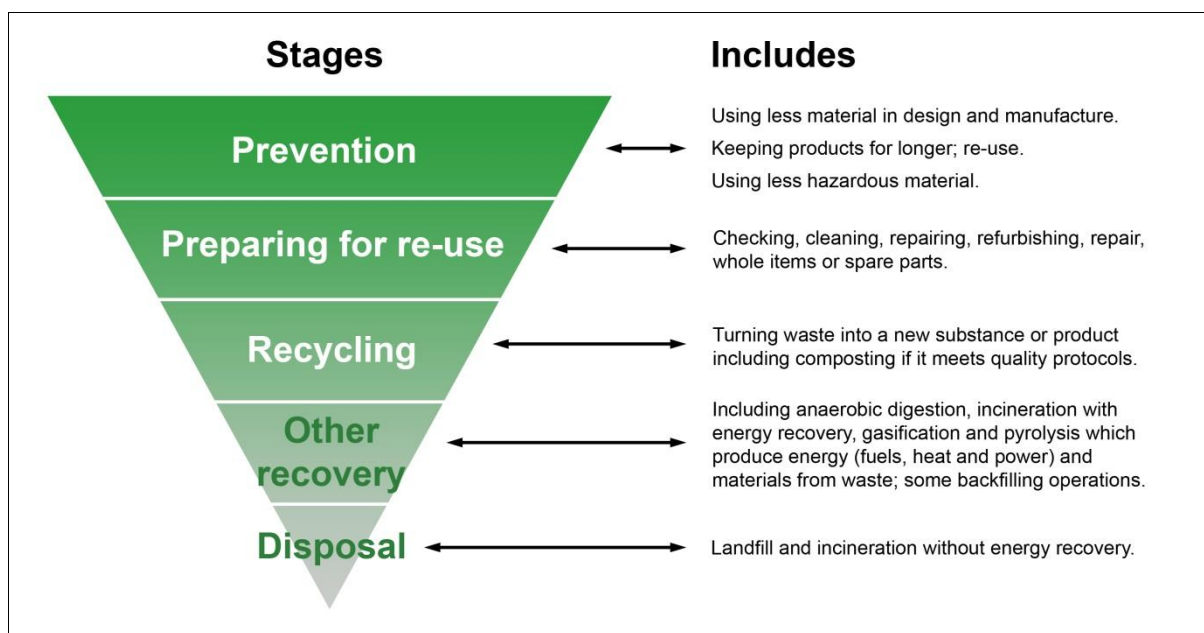 Stages
Includes
Prevention
Using less material in design and manufacture.
Keeping products for longer; re-use.
Using less hazardous material.
Preparing for re-use
Checking, cleaning, repairing, refurbishing, repair,
whole items or spare parts.
Recycling
Turning waste into a new substance or product
including composting if it meets quality protocols.
Other
recovery
Including anaerobic digestion, incineration with
energy recovery, gasification and pyrolysis which
produce energy (fuels, heat and power) and
materials from waste; some backfilling operations.
Disposal
Landfill and incineration without energy recovery.